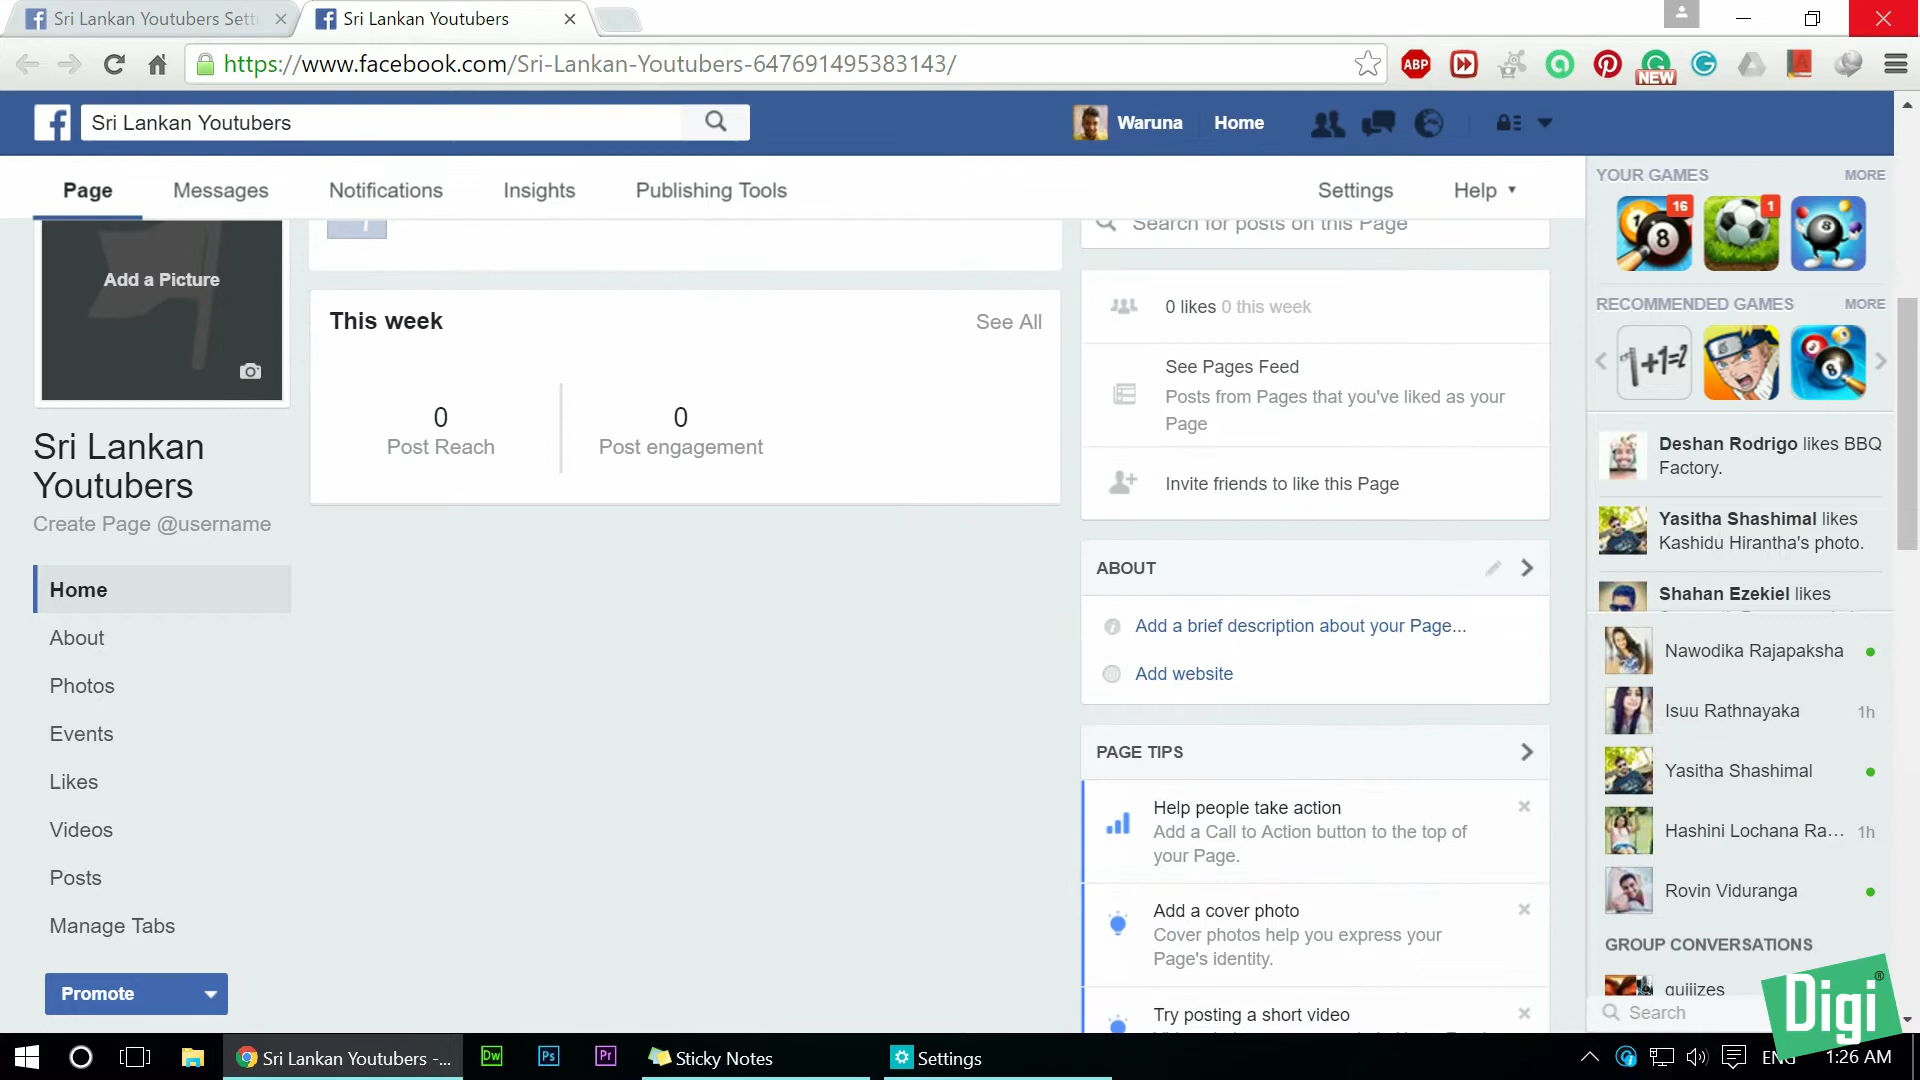 Sri Lankan Youtubers Sett
Sri Lankan Youtubers
https://www.facebook.com/Sri-Lankan-Youtubers-647691495383143/
ABP
NEW
Sri Lankan Youtubers
Waruna
Home
Page
Messages
Notifications
Insights
Publishing Tools
Settings
Help
Add a Picture
Sri Lankan
Youtubers
Create Page @username
Home
About
Photos
Events
Likes
Videos
Posts
Manage Tabs
Promote
This week
See All
0
Post Reach
0
Post engagement
Search for posts on this Page
0 likes 0 this week
See Pages Feed
Posts from Pages that you've liked as your
Page
Invite friends to like this Page
ABOUT
Add a brief description about your Page...
Add website
PAGE TIPS
Help people take action
Add a Call to Action button to the top of
your Page.
Add a cover photo
Cover photos help you express your
Page's identity.
Try posting a short video
YOUR GAMES
MORE
16
1
RECOMMENDED GAMES
MORE
1+1=2
Deshan Rodrigo likes BBQ
Factory.
Yasitha Shashimal likes
Kashidu Hirantha's photo.
Shahan Ezekiel likes
Nawodika Rajapaksha
Isuu Rathnayaka
1h
Yasitha Shashimal
Hashini Lochana Ra...
1h
Rovin Viduranga
GROUP CONVERSATIONS
quiiizes
Search
Digi
®
Sri Lankan Youtubers -...
Dw
Ps
Pr
Sticky Notes
Settings
ENG
1:26 AM